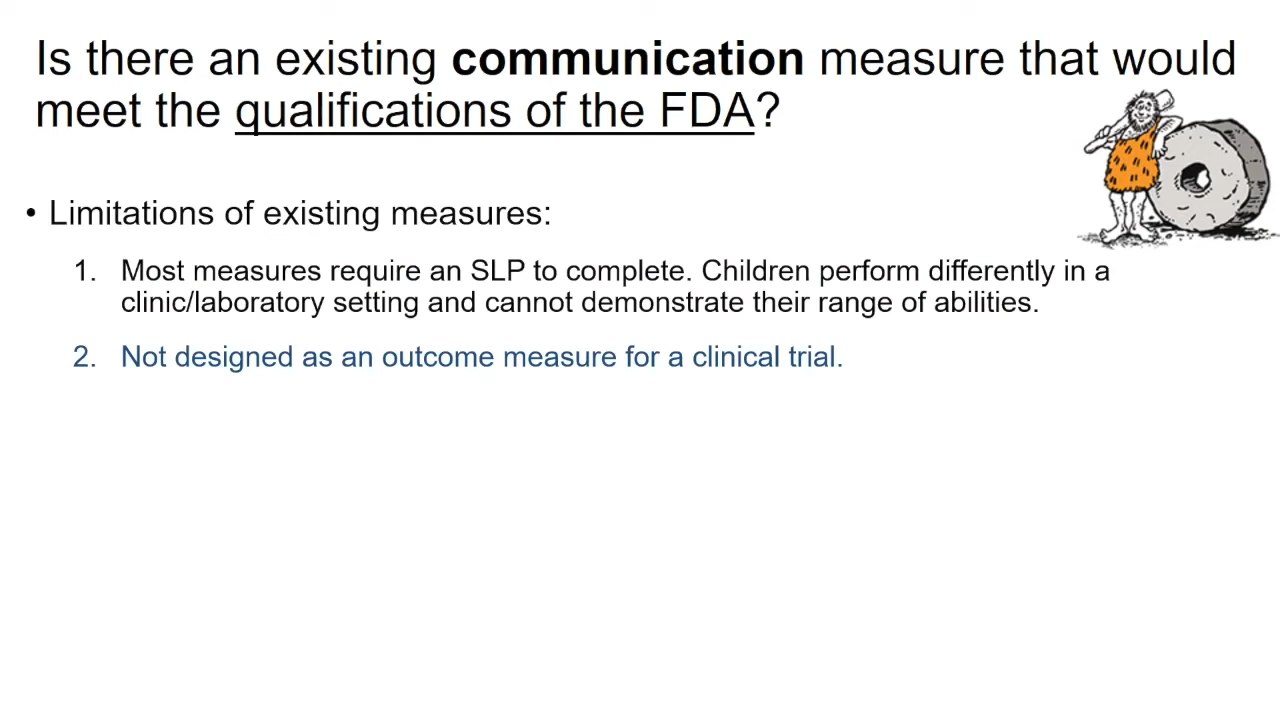 Is there an existing communication measure that would
meet the qualifications of the FDA?
• Limitations of existing measures:
1. Most measures require an SLP to complete. Children perform differently in a
clinic/laboratory setting and cannot demonstrate their range of abilities.
2. Not designed as an outcome measure for a clinical trial.